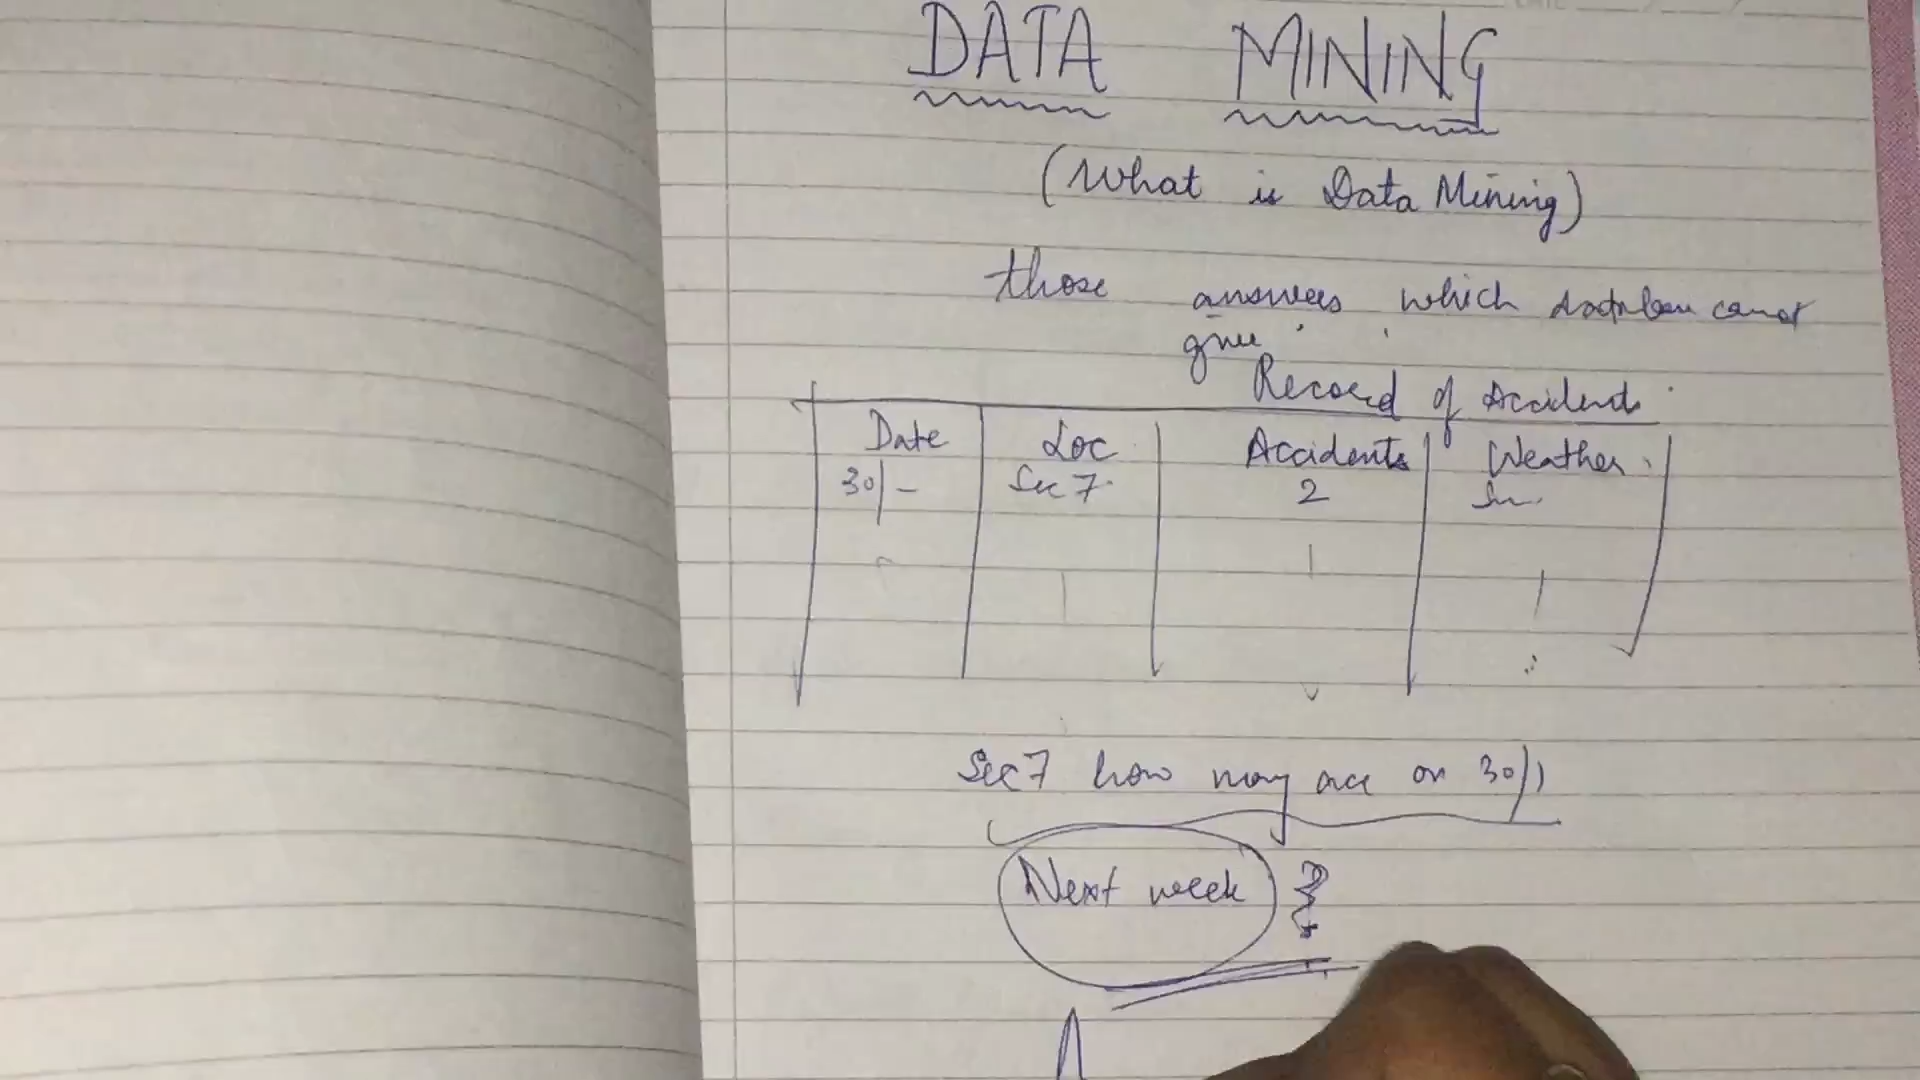 DATA MINING
(What is Data Mining)
those answers which database cannot
give
Record of Accidents
Date Loc Accidents Weather
30/- Sec 7 2
Sec 7 how many acc on 30/1
Next week ?